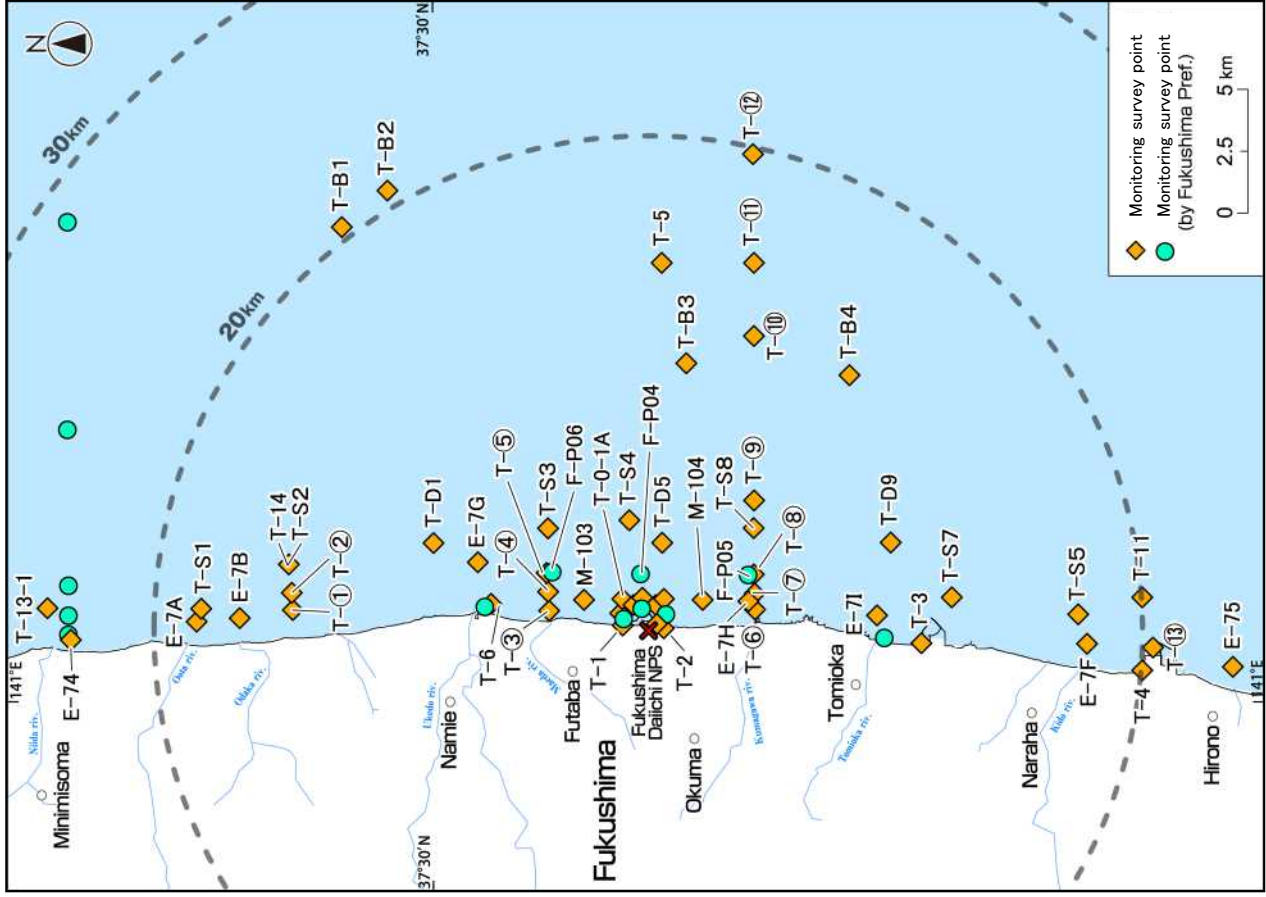 N
37°30′N
30km
20km
T-13-1
141°E
E-74
Niida riv.
Minimisoma
E-7A
T-S1
Oota riv.
E-7B
Odaka riv.
T-14
T-S2
T-②
T-①
T-B1
T-B2
T-D1
E-7G
Ukedo riv.
Namie
37°30′N
T-6
T-④
T-③
T-⑤
T-S3
F-P06
Maeda riv.
Futaba
M-103
T-0-1A
T-1
Fukushima
Fukushima
Daiichi NPS
T-S4
F-P04
T-D5
T-2
T-5
T-B3
Okuma
M-104
T-S8
T-⑨
F-P05
E-7H
T-⑧
T-⑦
T-⑥
Kumagawa riv.
T-⑩
T-⑪
T-⑫
T-B4
Tomioka
Tomioka riv.
E-7I
T-D9
T-3
T-S7
Naraha
Kido riv.
T-S5
E-7F
T-11
T-4
T-⑬
Hirono
E-75
141°E
Monitoring survey point
Monitoring survey point
(by Fukushima Pref.)
0 2.5 5 km